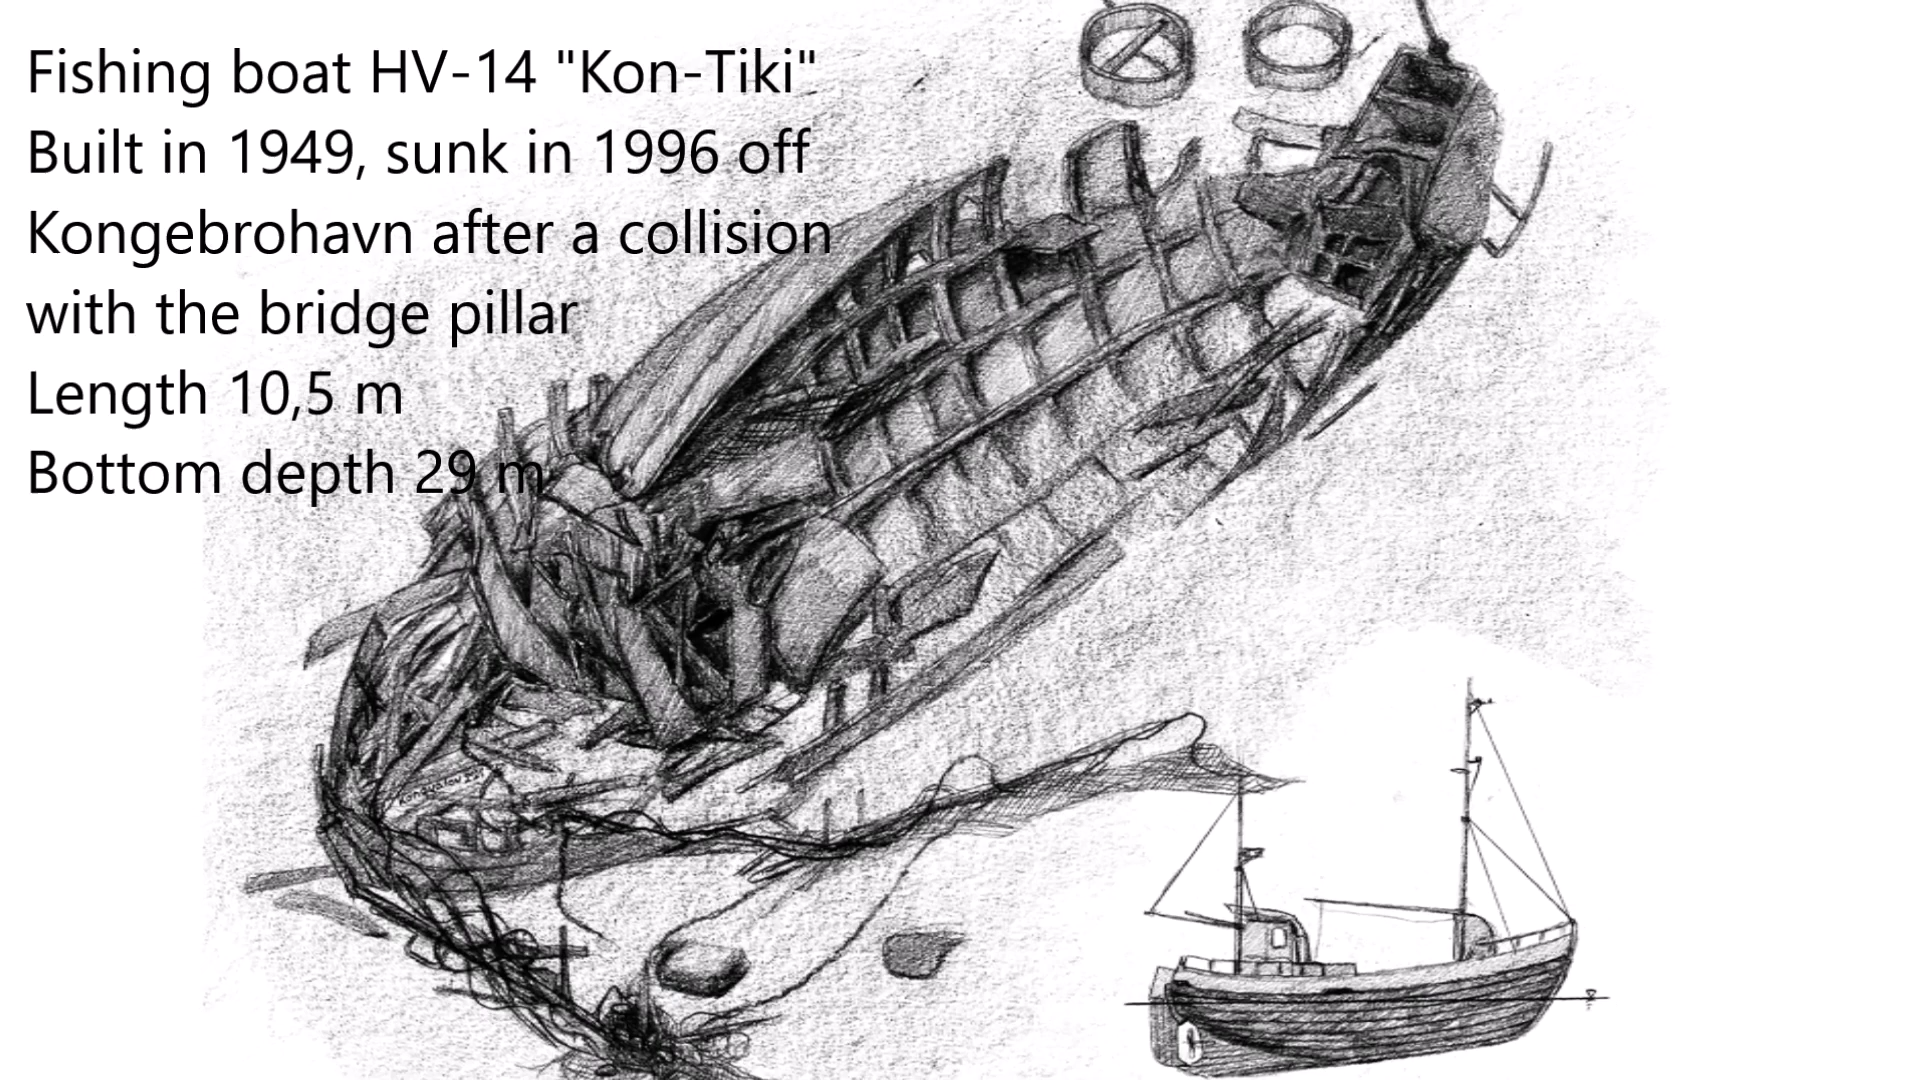 Fishing boat HV-14 "Kon-Tiki"
Built in 1949, sunk in 1996 off
Kongebrohavn after a collision
with the bridge pillar
Length 10,5 m
Bottom depth 29 m